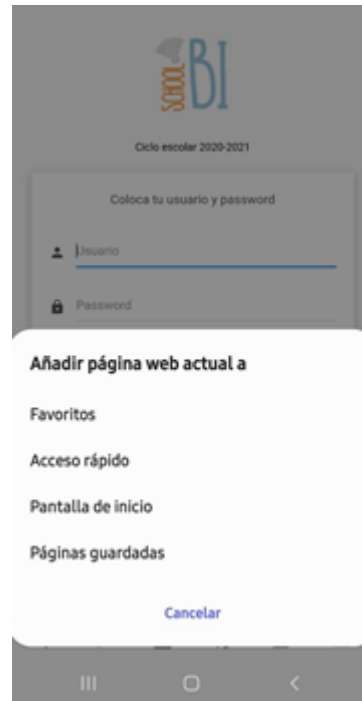 SCHOOL BI
Ciclo escolar 2020-2021
Coloca tu usuario y password
Usuario
Password
Añadir página web actual a
Favoritos
Acceso rápido
Pantalla de inicio
Páginas guardadas
Cancelar